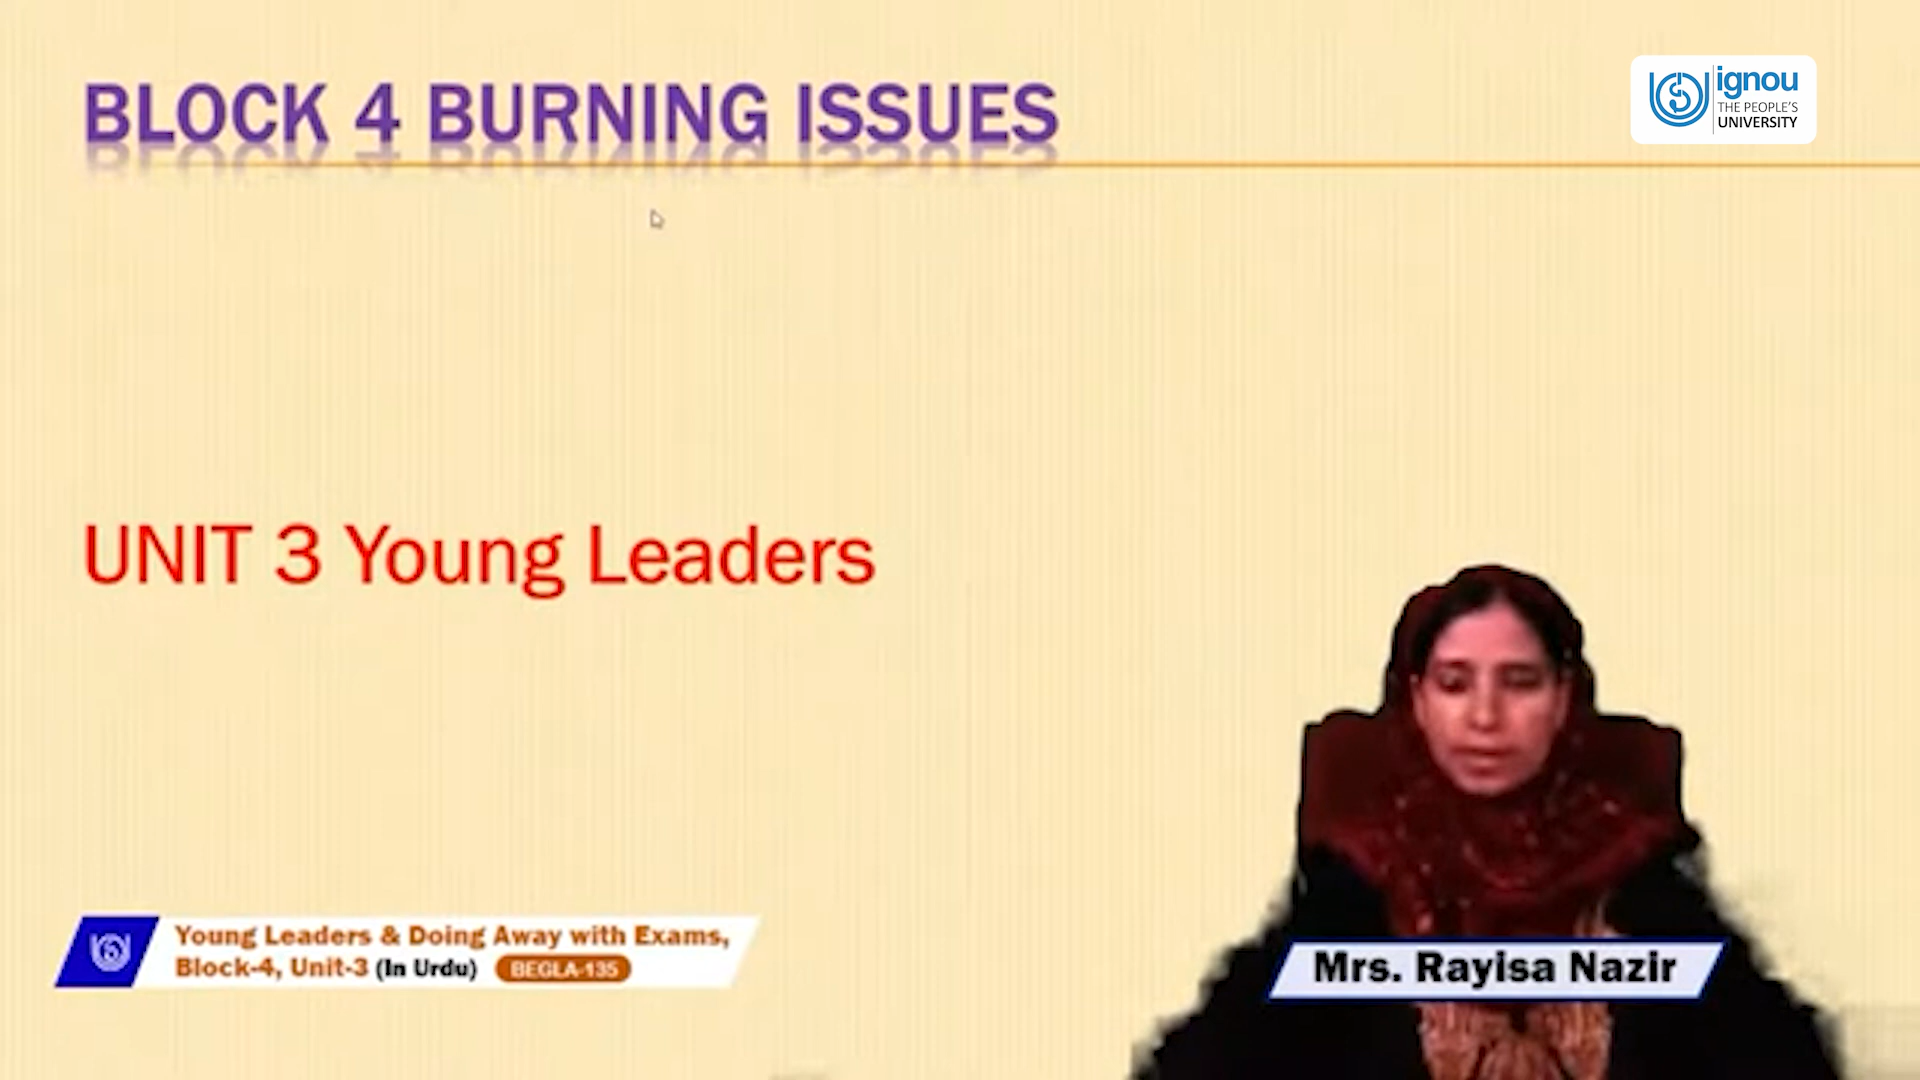 BLOCK 4 BURNING ISSUES
ignou
THE PEOPLE'S
UNIVERSITY
UNIT 3 Young Leaders
Young Leaders & Doing Away with Exams,
Block-4, Unit-3 (In Urdu) BEGLA-135
Mrs. Rayisa Nazir